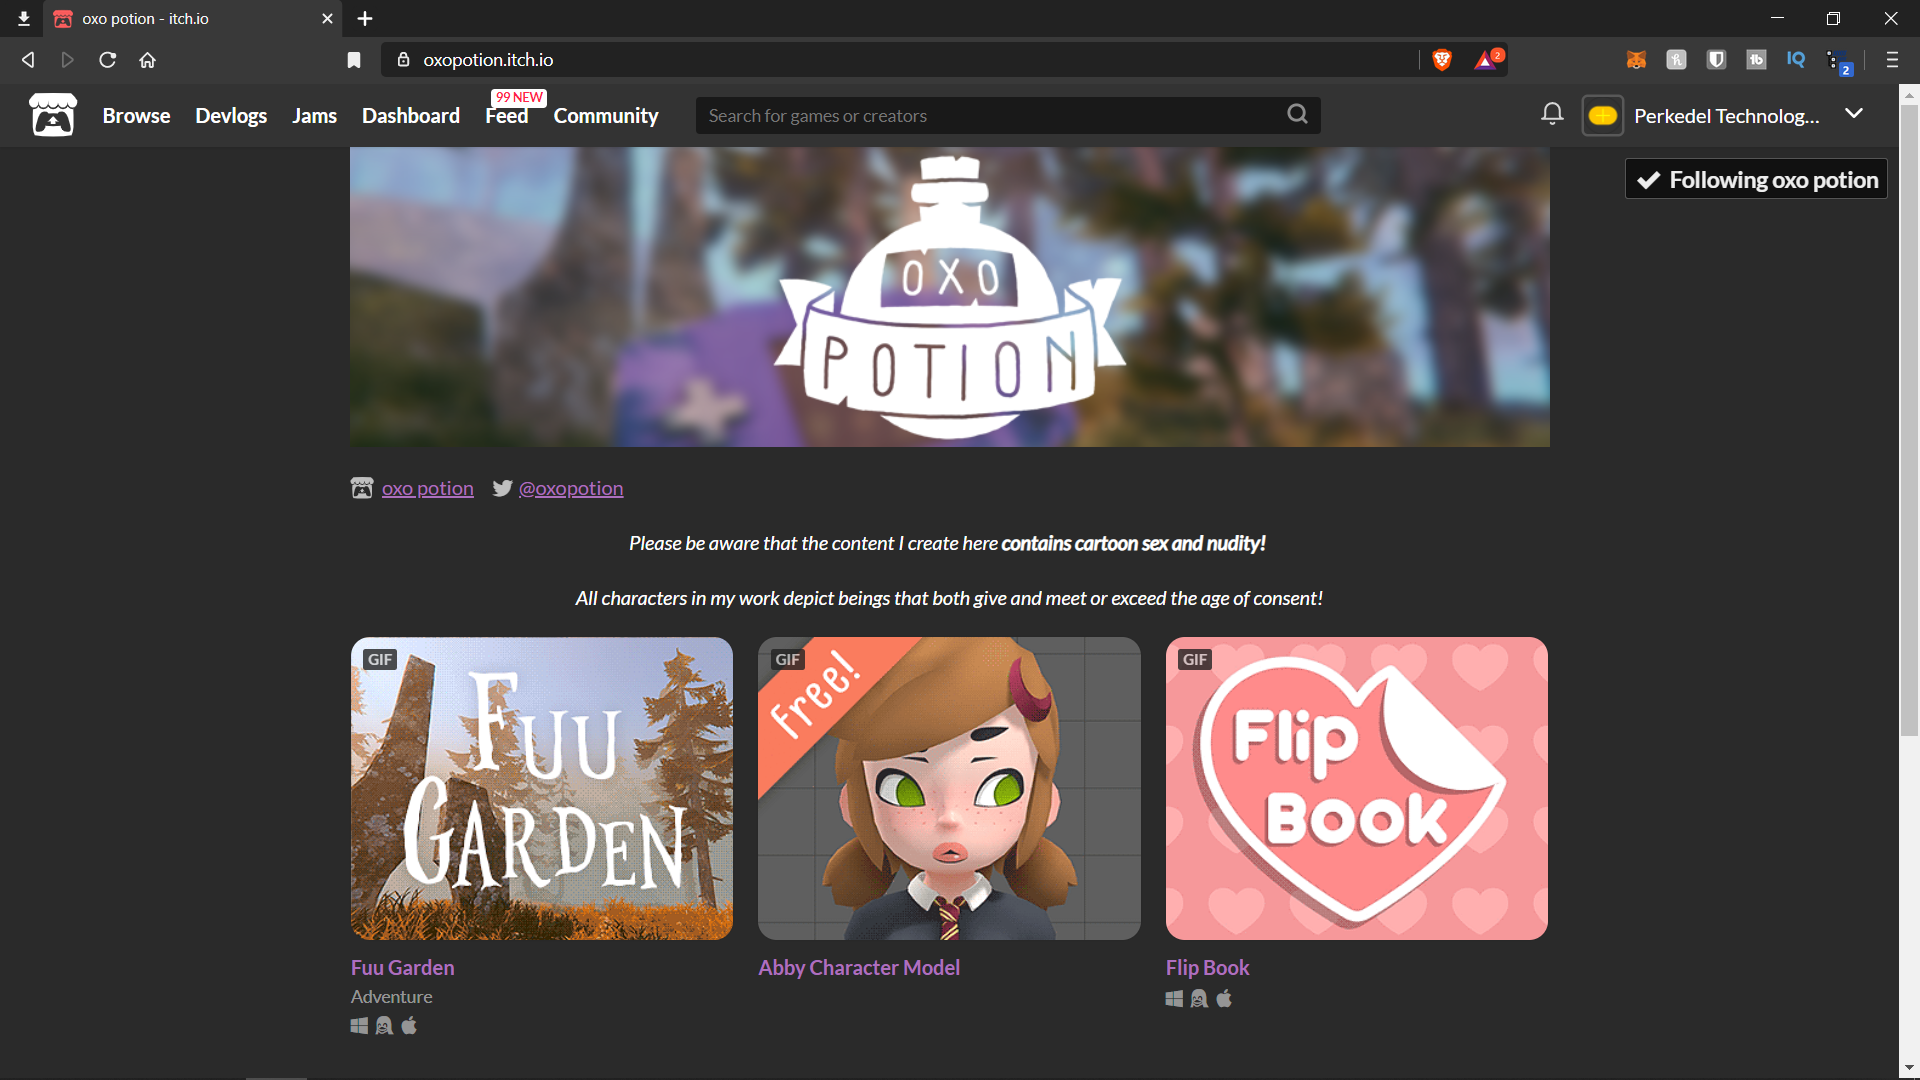 oxo potion - itch.io
oxopotion.itch.io
2
tb
IQ
2
Browse
Devlogs
Jams
Dashboard
99 NEW
Feed
Community
Search for games or creators
Perkedel Technolog...
Following oxo potion
OXO
POTION
oxo potion
@oxopotion
Please be aware that the content I create here contains cartoon sex and nudity!
All characters in my work depict beings that both give and meet or exceed the age of consent!
GIF
FUU
GARDEN
GIF
Free!
GIF
Flip
Book
Fuu Garden
Abby Character Model
Flip Book
Adventure